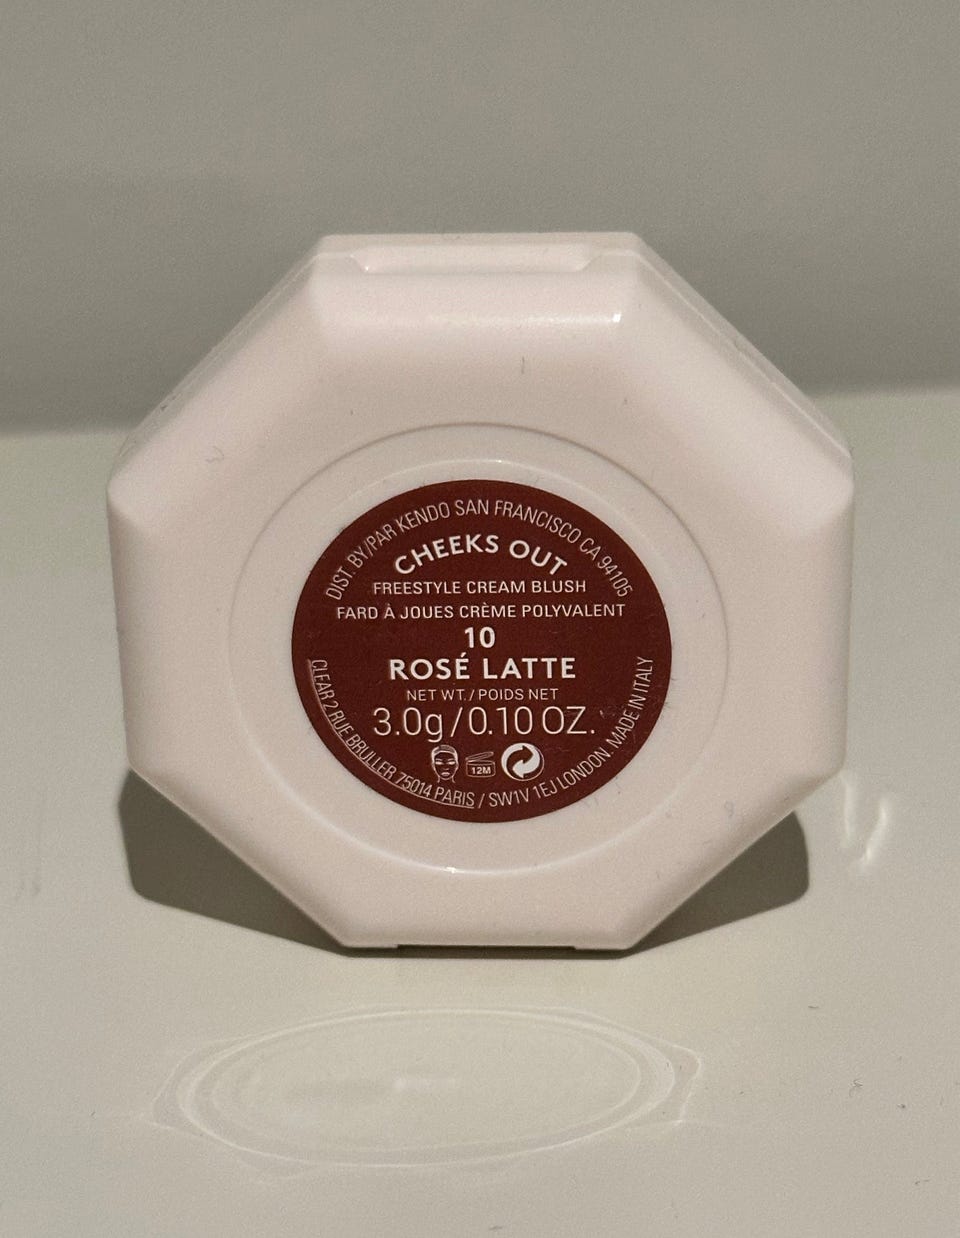 DIST. BY/PAR KENDO SAN FRANCISCO CA 94105
CHEEKS OUT
FREESTYLE CREAM BLUSH
FARD À JOUES CRÈME POLYVALENT
10
ROSÉ LATTE
NET WT./POIDS NET
3.0g/0.10 OZ.
12M
CLEAR 2 RUE BRULLER 75014 PARIS / SW1V 1EJ LONDON. MADE IN ITALY